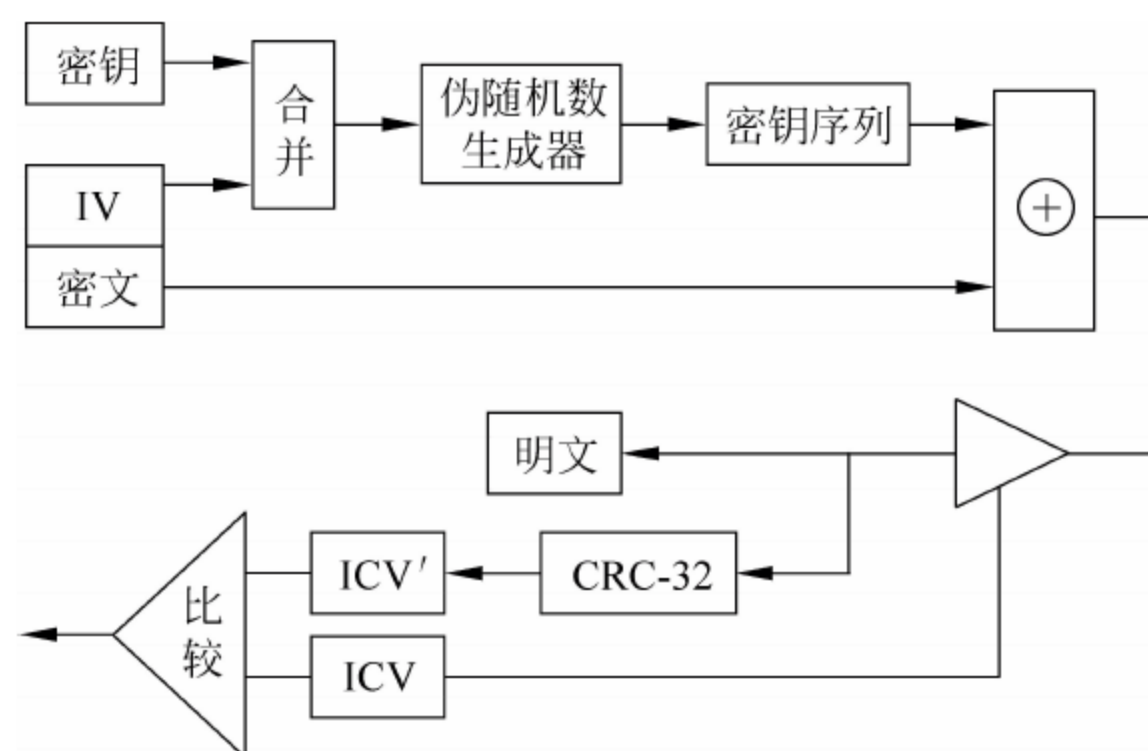 密钥
合
并
伪随机数
生成器
密钥序列
IV
密文
明文
ICV′
CRC-32
比
较
ICV